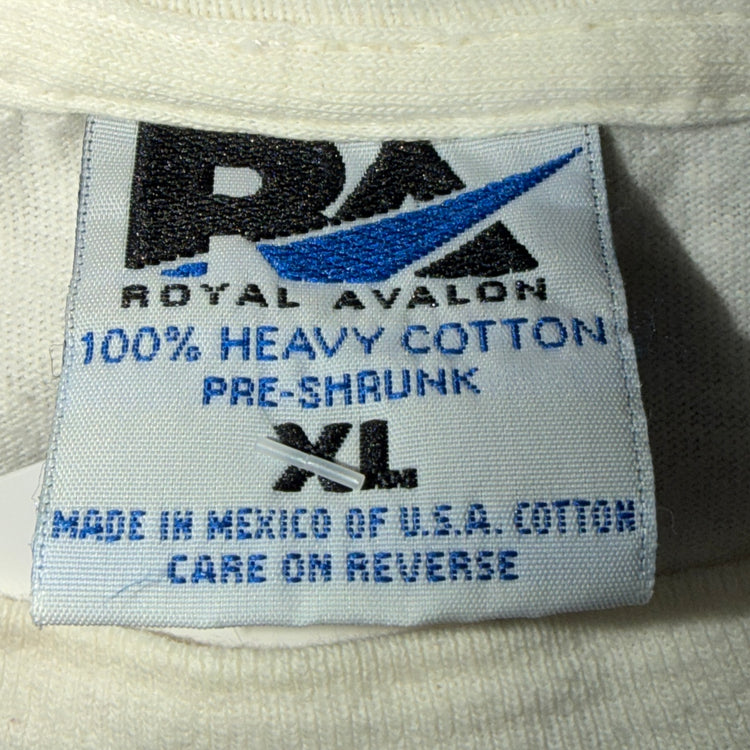 RA
ROYAL AVALON
100% HEAVY COTTON
PRE-SHRUNK
XL
MADE IN MEXICO OF U.S.A. COTTON
CARE ON REVERSE